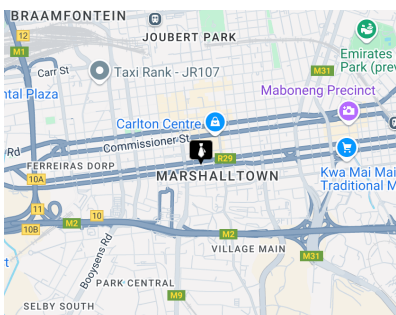 BRAAMFONTEIN
12
M1
JOUBERT PARK
Emirates
Park (prev
Carr St
Taxi Rank - JR107
M31
ntal Plaza
Maboneng Precinct
Carlton Centre
Commissioner St
Rd
R29
FERREIRAS DORP
10A
MARSHALLTOWN
Kwa Mai Mai
Traditional M
11
10
M2
10B
M2
VILLAGE MAIN
M31
t
Booysens Rd
PARK CENTRAL
M9
SELBY SOUTH